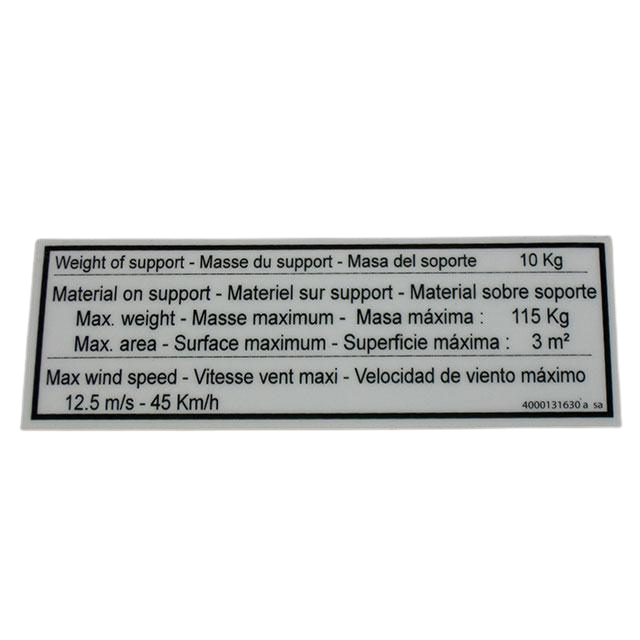 Weight of support - Masse du support - Masa del soporte 10 Kg
Material on support - Materiel sur support - Material sobre soporte
Max. weight - Masse maximum - Masa máxima : 115 Kg
Max. area - Surface maximum - Superficie máxima : 3 m²
Max wind speed - Vitesse vent maxi - Velocidad de viento máximo
12.5 m/s - 45 Km/h
4000131630 a sa